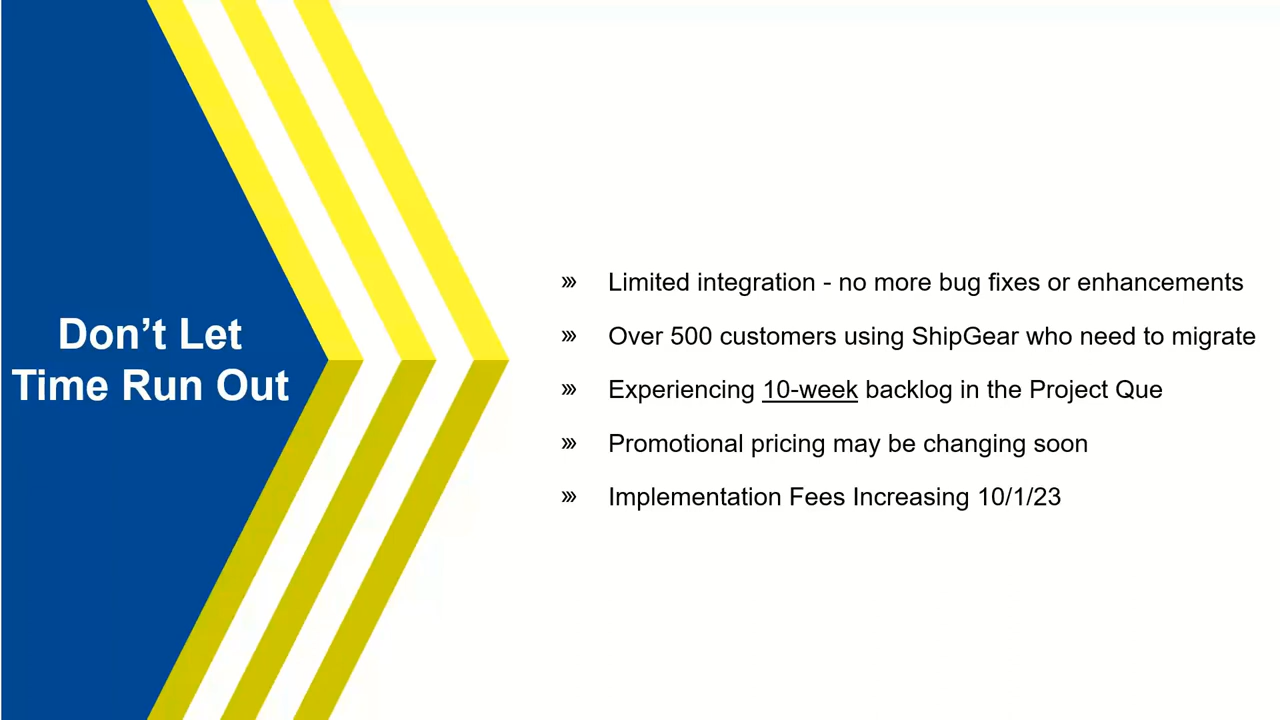 Don’t Let
Time Run Out
Limited integration - no more bug fixes or enhancements
Over 500 customers using ShipGear who need to migrate
Experiencing 10-week backlog in the Project Que
Promotional pricing may be changing soon
Implementation Fees Increasing 10/1/23